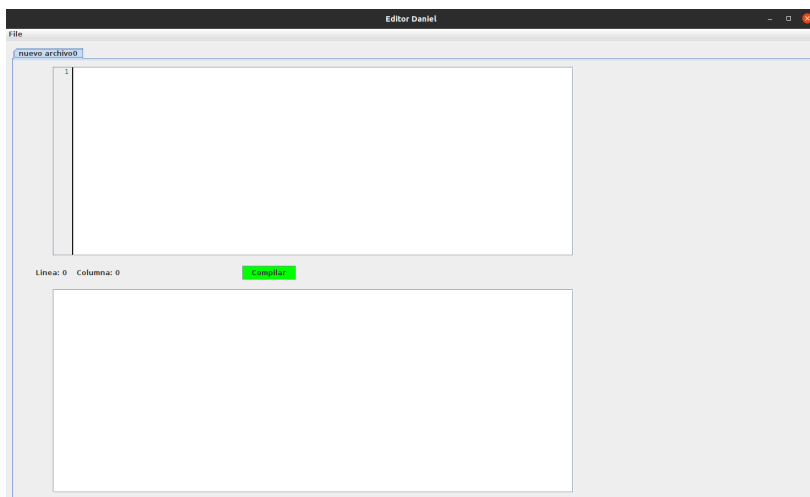 Editor Daniel
File
nuevo archivo0
1
Linea: 0 Columna: 0 Compilar